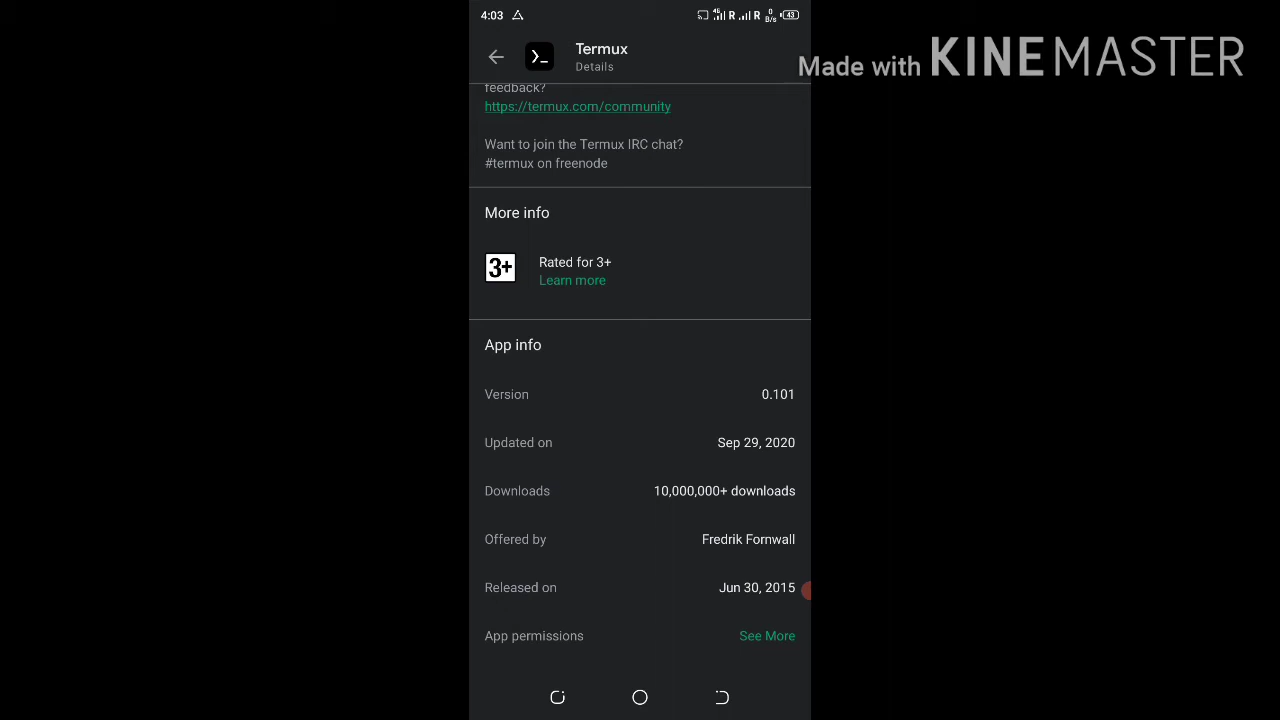 4:03
4G R R 0 B/s 43
Termux
Details
Made with KINEMASTER
feedback?
https://termux.com/community
Want to join the Termux IRC chat?
#termux on freenode
More info
3+
Rated for 3+
Learn more
App info
Version 0.101
Updated on Sep 29, 2020
Downloads 10,000,000+ downloads
Offered by Fredrik Fornwall
Released on Jun 30, 2015
App permissions See More